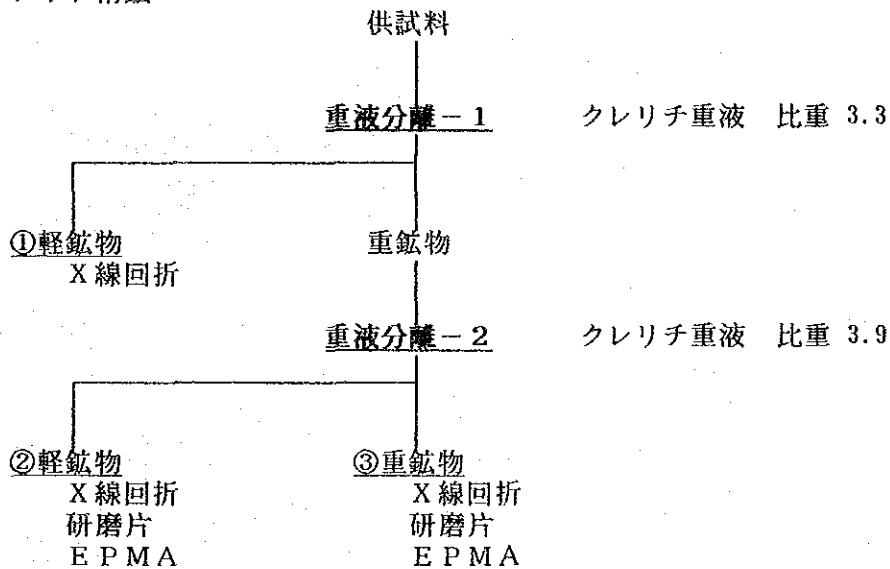 供試料
重液分離－1 クレリチ重液 比重 3.3
①軽鉱物 重鉱物
X線回折
重液分離－2 クレリチ重液 比重 3.9
②軽鉱物 ③重鉱物
X線回折 X線回折
研磨片 研磨片
EPMA EPMA